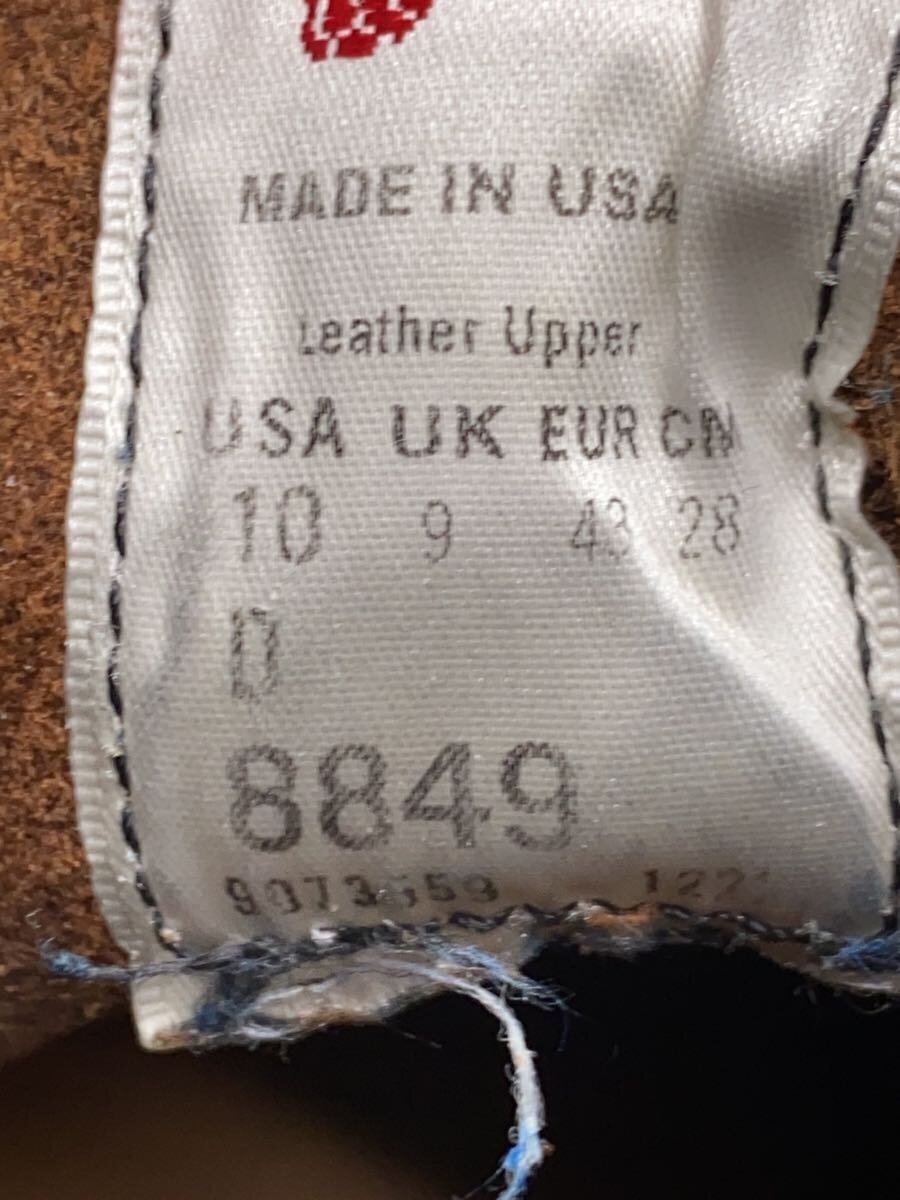 MADE IN USA
Leather Upper
USA UK EUR CN
10 9 43 28
D
8849